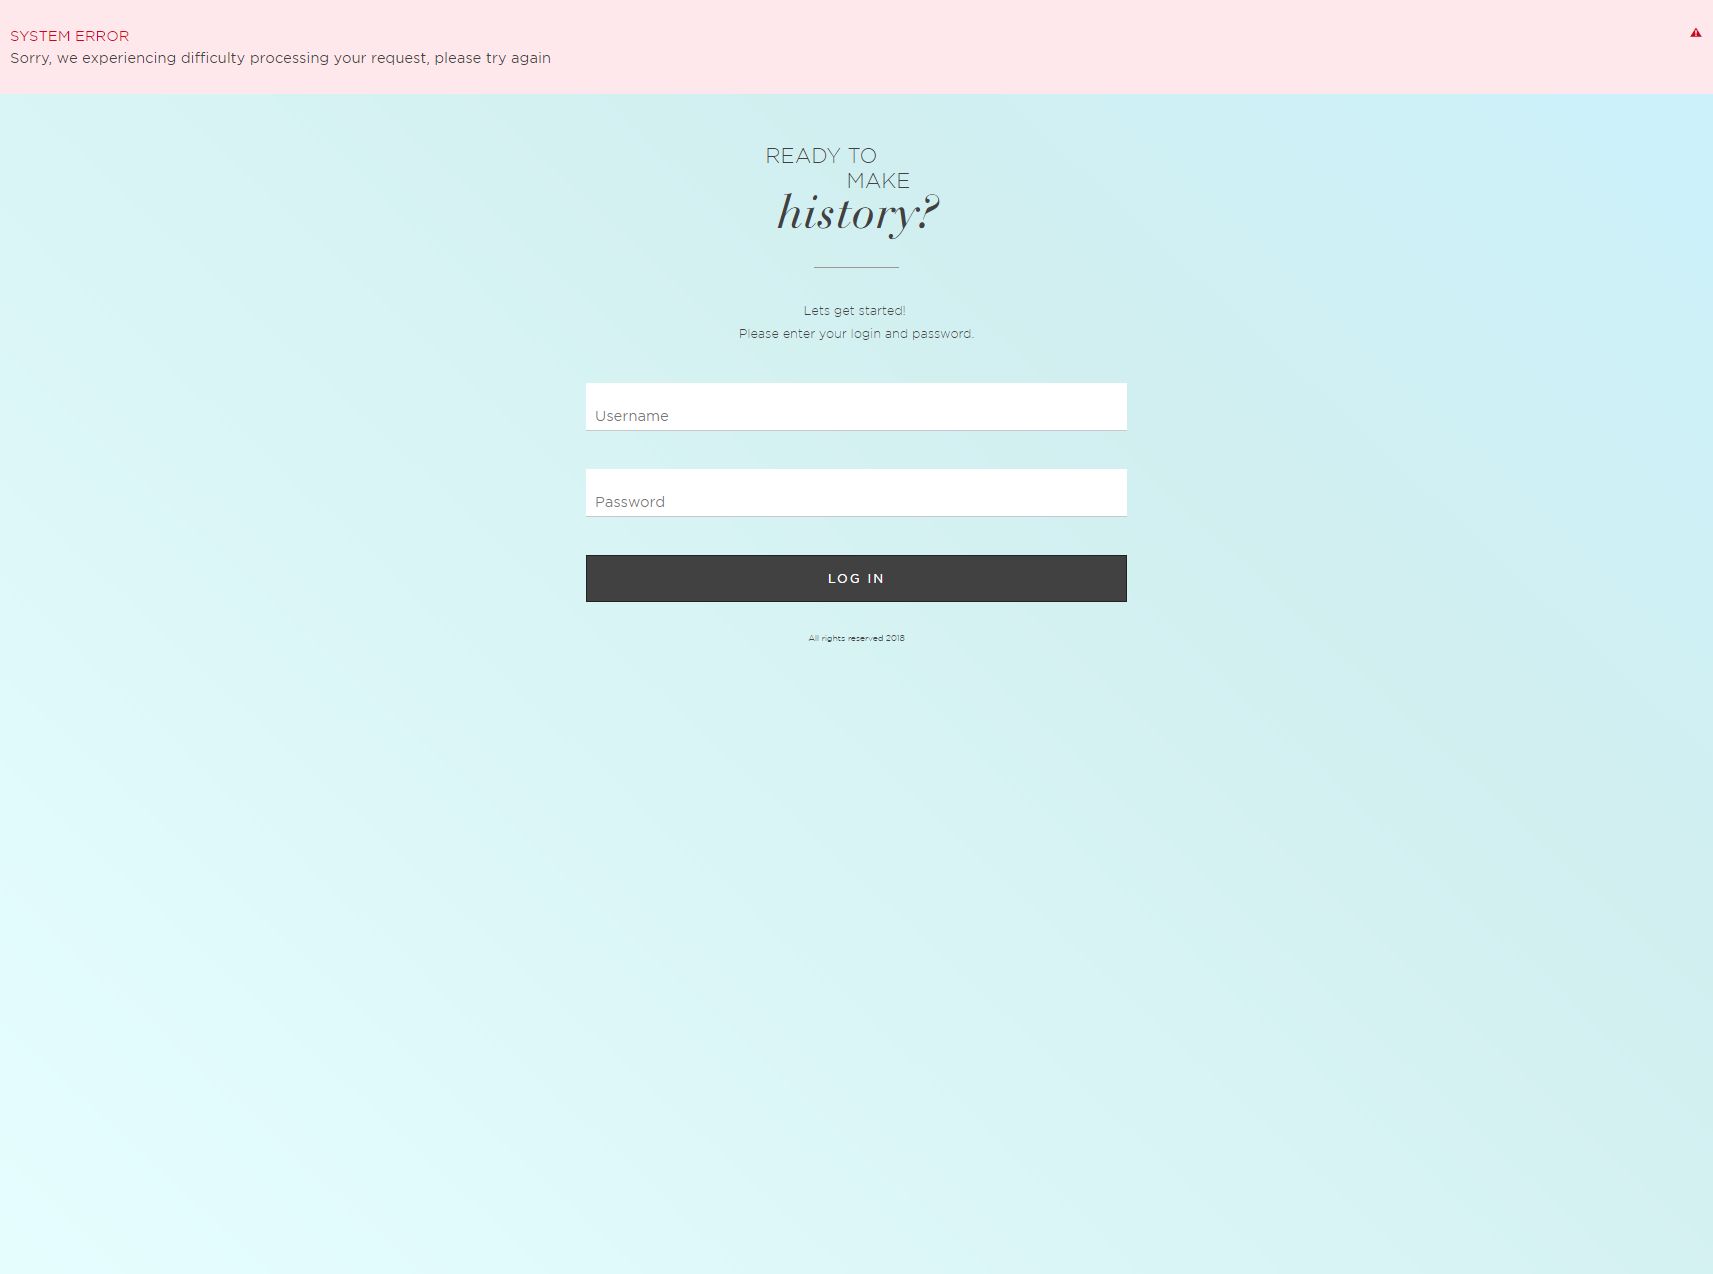 SYSTEM ERROR
Sorry, we experiencing difficulty processing your request, please try again
READY TO
MAKE
history?
Lets get started!
Please enter your login and password.
Username
Password
LOG IN
All rights reserved 2018